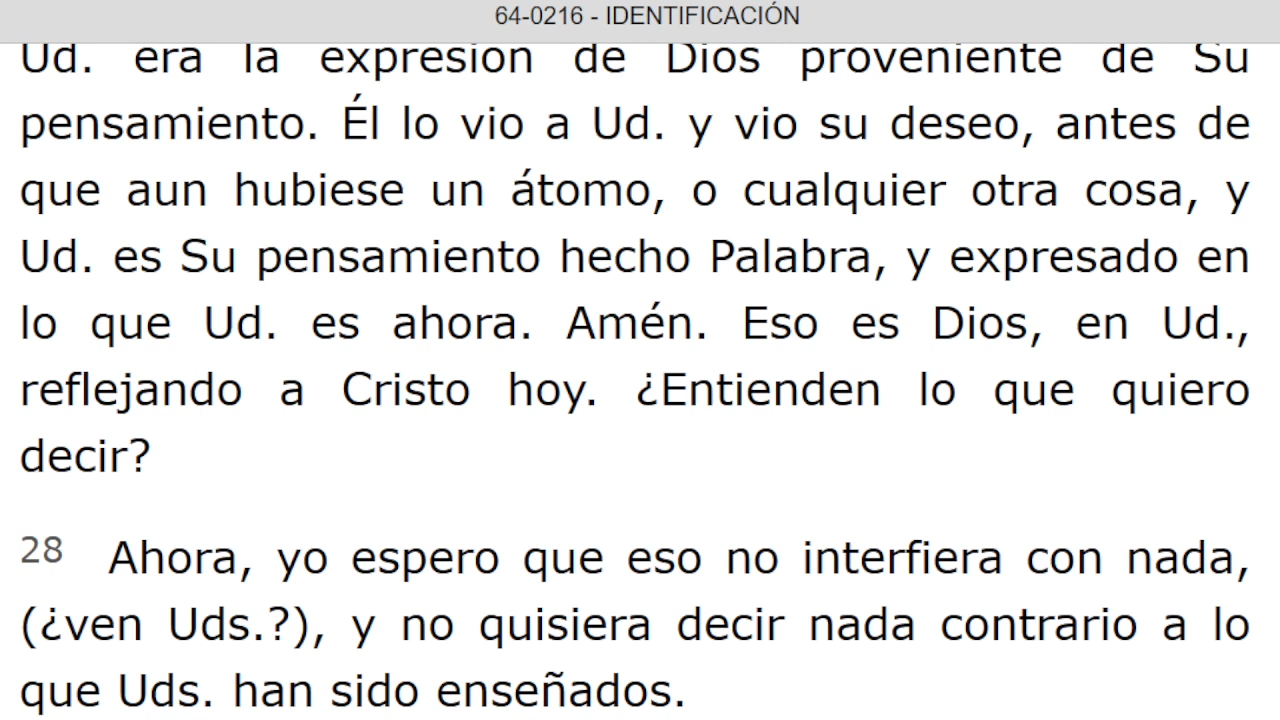 64-0216 - IDENTIFICACIÓN
Ud. era la expresión de Dios proveniente de Su
pensamiento. Él lo vio a Ud. y vio su deseo, antes de
que aun hubiese un átomo, o cualquier otra cosa, y
Ud. es Su pensamiento hecho Palabra, y expresado en
lo que Ud. es ahora. Amén. Eso es Dios, en Ud.,
reflejando a Cristo hoy. ¿Entienden lo que quiero
decir?
28 Ahora, yo espero que eso no interfiera con nada,
(¿ven Uds.?), y no quisiera decir nada contrario a lo
que Uds. han sido enseñados.